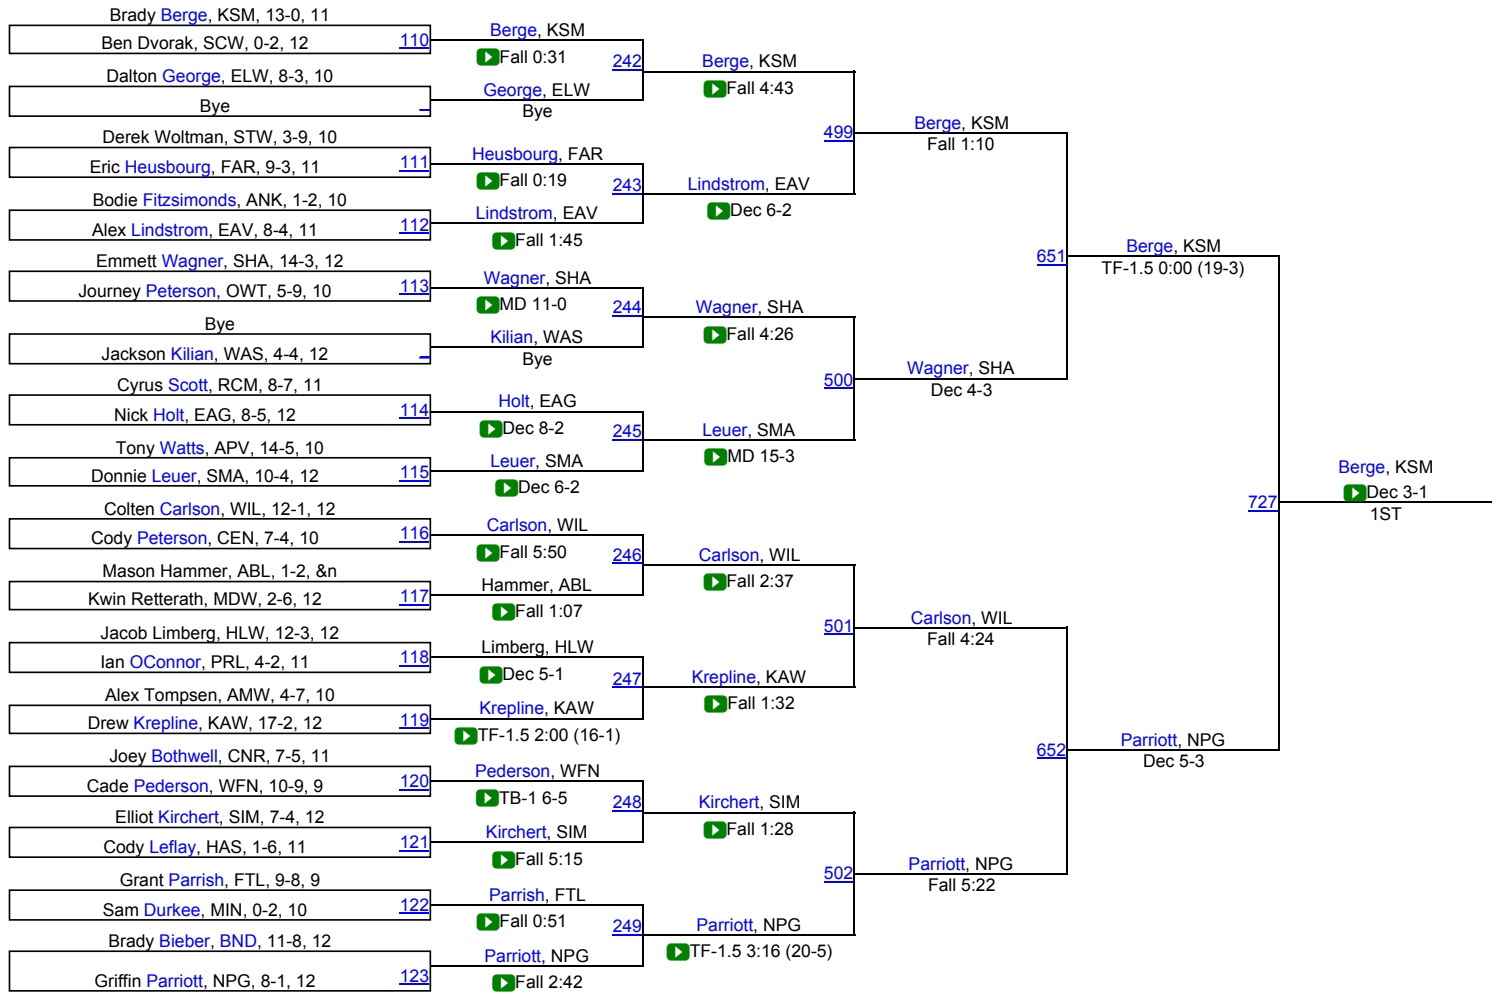 Brady Berge, KSM, 13-0, 11
Ben Dvorak, SCW, 0-2, 12
110
Dalton George, ELW, 8-3, 10
Bye
Derek Woltman, STW, 3-9, 10
Eric Heusbourg, FAR, 9-3, 11
111
Bodie Fitzsimonds, ANK, 1-2, 10
Alex Lindstrom, EAV, 8-4, 11
112
Emmett Wagner, SHA, 14-3, 12
Journey Peterson, OWT, 5-9, 10
113
Bye
Jackson Kilian, WAS, 4-4, 12
Cyrus Scott, RCM, 8-7, 11
Nick Holt, EAG, 8-5, 12
114
Tony Watts, APV, 14-5, 10
Donnie Leuer, SMA, 10-4, 12
115
Colten Carlson, WIL, 12-1, 12
Cody Peterson, CEN, 7-4, 10
116
Mason Hammer, ABL, 1-2, &n
Kwin Retterath, MDW, 2-6, 12
117
Jacob Limberg, HLW, 12-3, 12
Ian OConnor, PRL, 4-2, 11
118
Alex Tompsen, AMW, 4-7, 10
Drew Krepline, KAW, 17-2, 12
119
Joey Bothwell, CNR, 7-5, 11
Cade Pederson, WFN, 10-9, 9
120
Elliot Kirchert, SIM, 7-4, 12
Cody Leflay, HAS, 1-6, 11
121
Grant Parrish, FTL, 9-8, 9
Sam Durkee, MIN, 0-2, 10
122
Brady Bieber, BND, 11-8, 12
Griffin Parriott, NPG, 8-1, 12
123
Berge, KSM
Fall 0:31
242
George, ELW
Bye
Heusbourg, FAR
Fall 0:19
243
Lindstrom, EAV
Fall 1:45
Wagner, SHA
MD 11-0
244
Kilian, WAS
Bye
Holt, EAG
Dec 8-2
245
Leuer, SMA
Dec 6-2
Carlson, WIL
Fall 5:50
246
Hammer, ABL
Fall 1:07
Limberg, HLW
Dec 5-1
247
Krepline, KAW
TF-1.5 2:00 (16-1)
Pederson, WFN
TB-1 6-5
248
Kirchert, SIM
Fall 5:15
Parrish, FTL
Fall 0:51
249
Parriott, NPG
Fall 2:42
Berge, KSM
Fall 4:43
499
Lindstrom, EAV
Dec 6-2
Wagner, SHA
Fall 4:26
500
Leuer, SMA
MD 15-3
Carlson, WIL
Fall 2:37
501
Krepline, KAW
Fall 1:32
Kirchert, SIM
Fall 1:28
502
Parriott, NPG
TF-1.5 3:16 (20-5)
Berge, KSM
Fall 1:10
651
Wagner, SHA
Dec 4-3
Carlson, WIL
Fall 4:24
652
Parriott, NPG
Fall 5:22
Berge, KSM
TF-1.5 0:00 (19-3)
727
Parriott, NPG
Dec 5-3
Berge, KSM
Dec 3-1
1ST